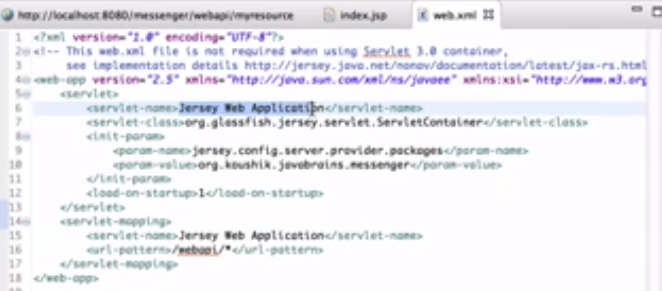 http://localhost:8080/messenger/webapi/myresource index.jsp web.xml
1 <?xml version="1.0" encoding="UTF-8"?>
2 <!-- This web.xml file is not required when using Servlet 3.0 container,
3 see implementation details http://jersey.java.net/nonav/documentation/latest/jax-rs.html
4 <web-app version="2.5" xmlns="http://java.sun.com/xml/ns/javaee" xmlns:xsi="http://www.w3.org
5 <servlet>
6 <servlet-name>Jersey Web Application</servlet-name>
7 <servlet-class>org.glassfish.jersey.servlet.ServletContainer</servlet-class>
8 <init-param>
9 <param-name>jersey.config.server.provider.packages</param-name>
10 <param-value>org.koushik.javabrains.messenger</param-value>
11 </init-param>
12 <load-on-startup>1</load-on-startup>
13 </servlet>
14 <servlet-mapping>
15 <servlet-name>Jersey Web Application</servlet-name>
16 <url-pattern>/webapi/*</url-pattern>
17 </servlet-mapping>
18 </web-app>